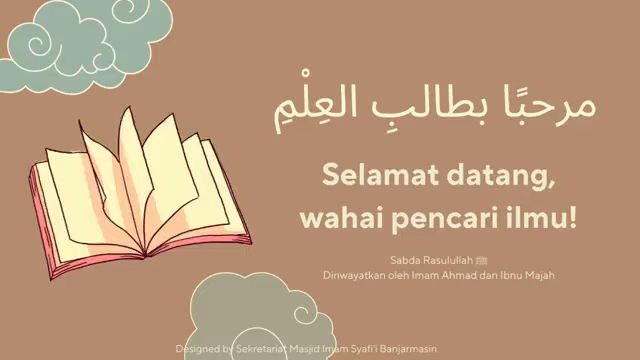 مرحبًا بطالبِ العِلْمِ
Selamat datang,
wahai pencari ilmu!
Sabda Rasulullah ﷺ
Diriwayatkan oleh Imam Ahmad dan Ibnu Majah
Designed by Sekretariat Masjid Imam Syafi'i Banjarmasin